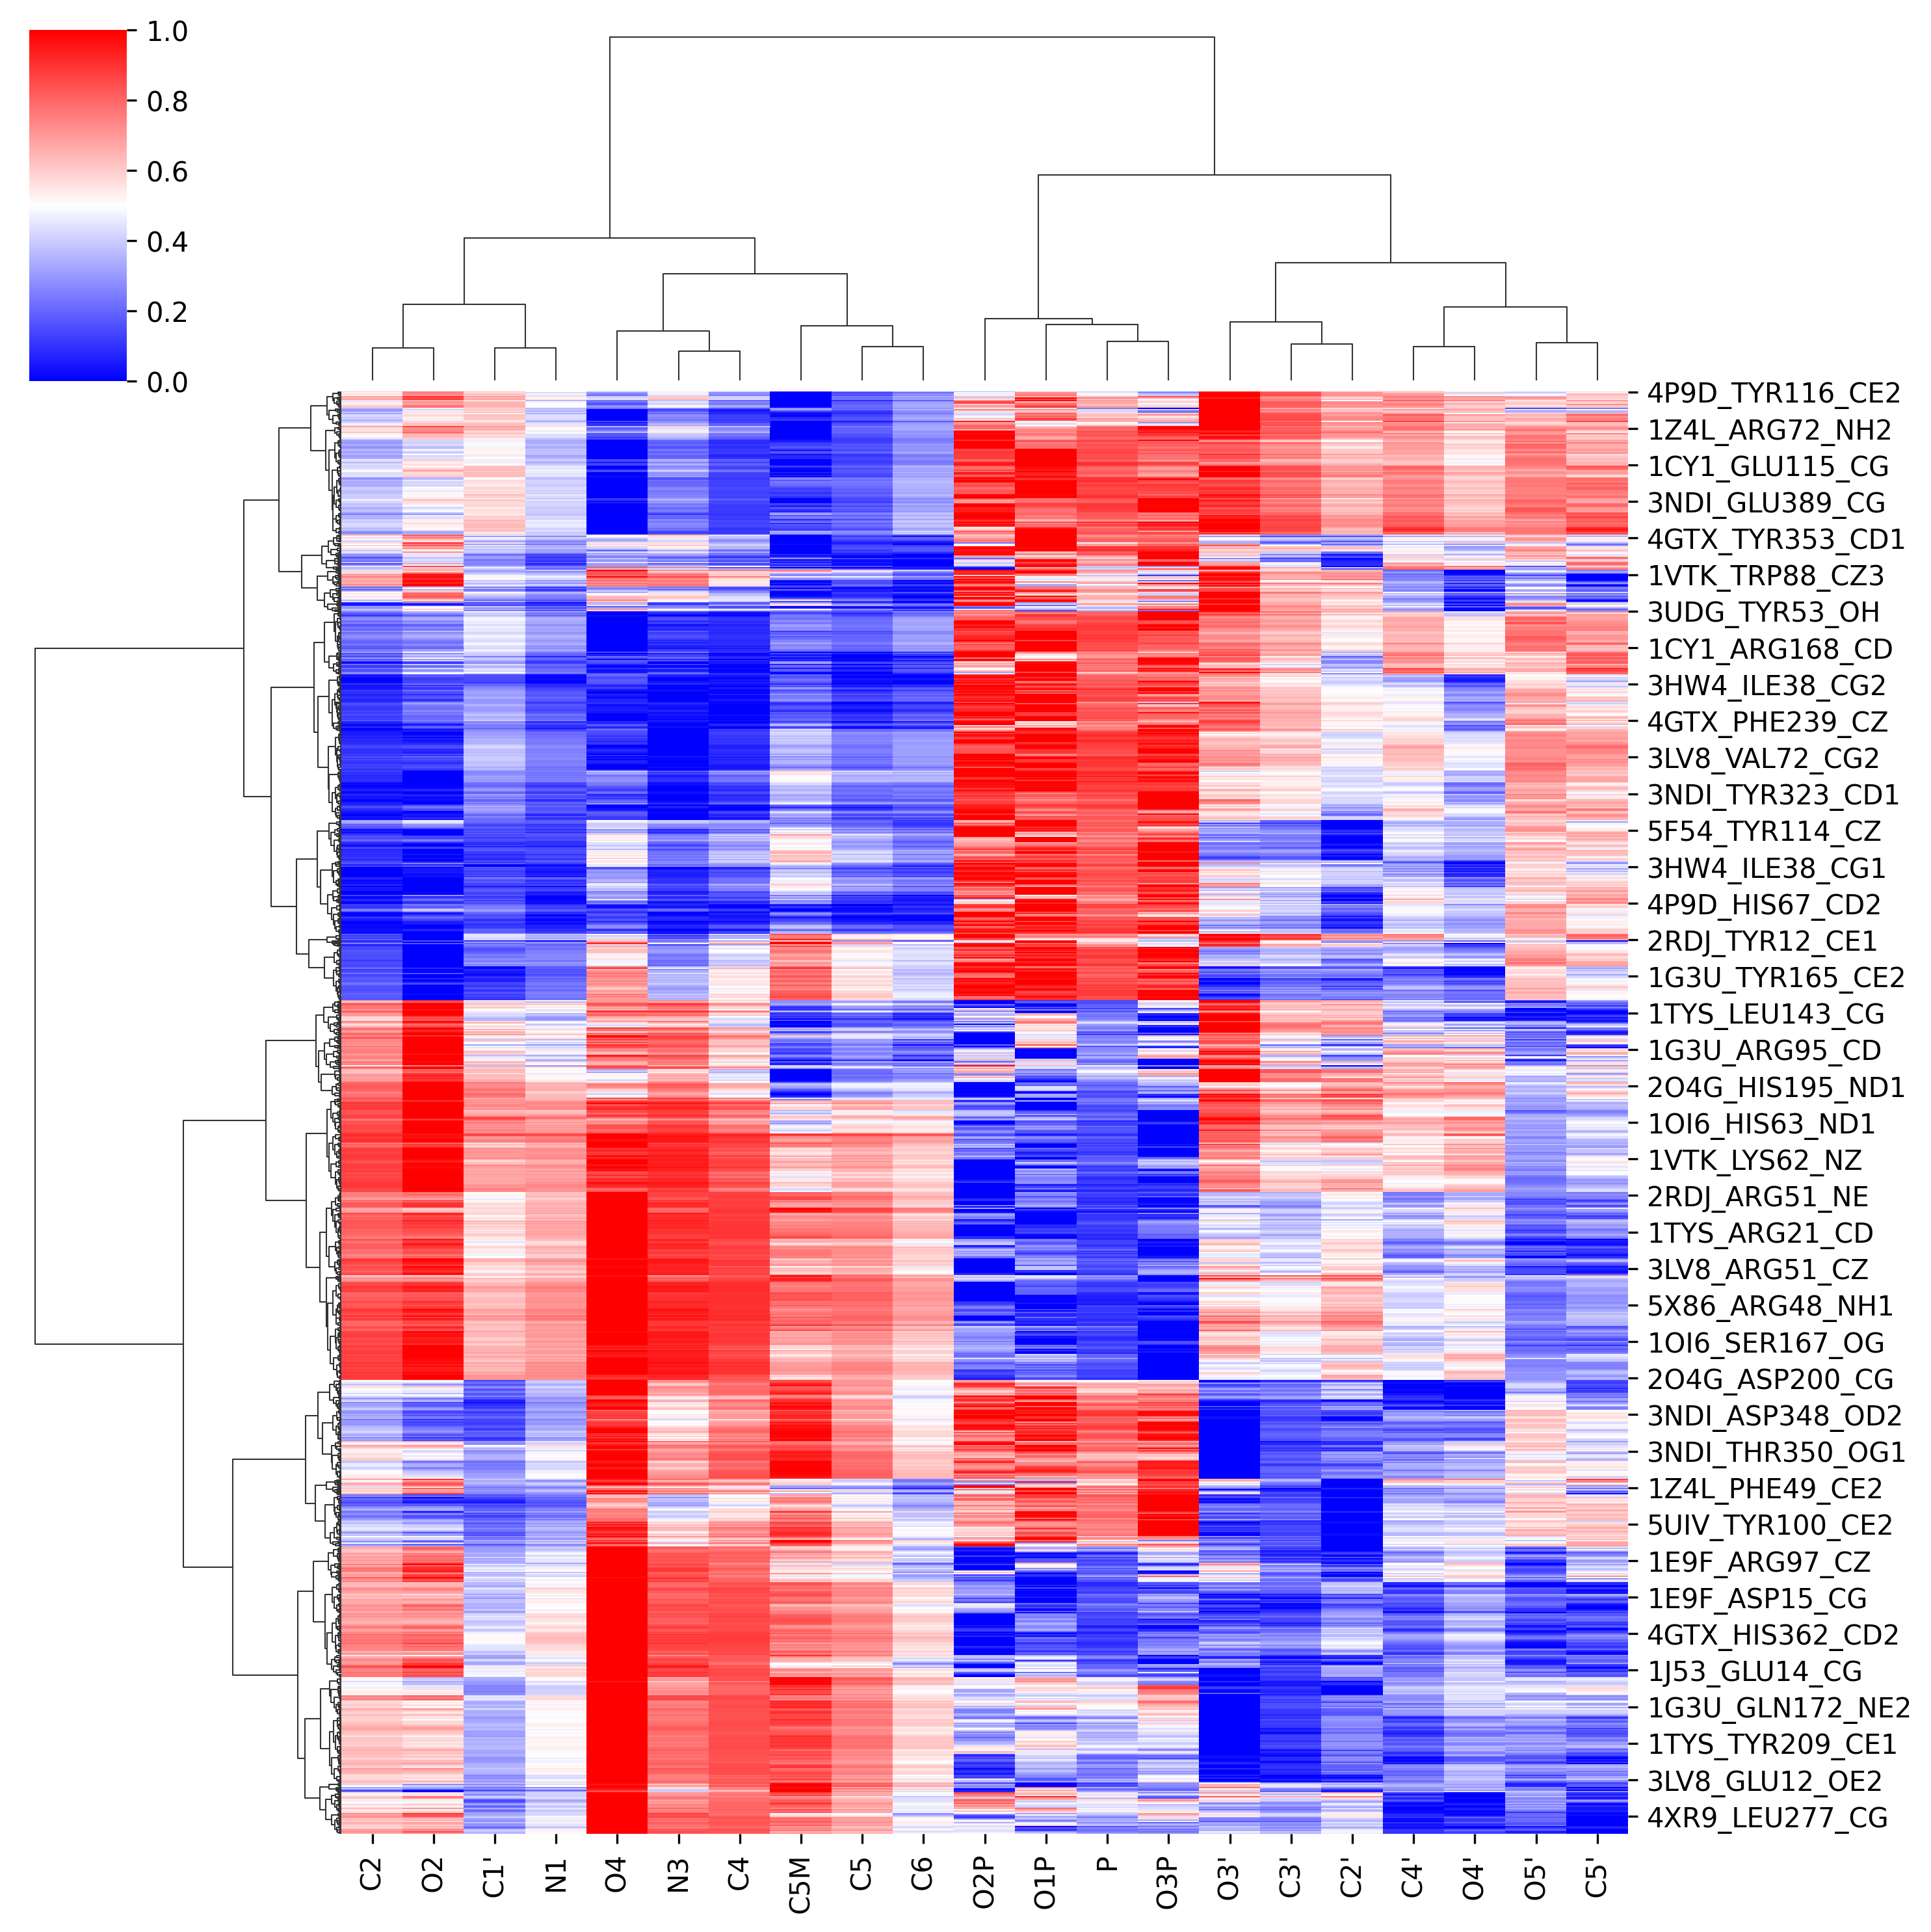 1.0
0.8
0.6
0.4
0.2
0.0
4P9D_TYR116_CE2
1Z4L_ARG72_NH2
1CY1_GLU115_CG
3NDI_GLU389_CG
4GTX_TYR353_CD1
1VTK_TRP88_CZ3
3UDG_TYR53_OH
1CY1_ARG168_CD
3HW4_ILE38_CG2
4GTX_PHE239_CZ
3LV8_VAL72_CG2
3NDI_TYR323_CD1
5F54_TYR114_CZ
3HW4_ILE38_CG1
4P9D_HIS67_CD2
2RDJ_TYR12_CE1
1G3U_TYR165_CE2
1TYS_LEU143_CG
1G3U_ARG95_CD
2O4G_HIS195_ND1
1OI6_HIS63_ND1
1VTK_LYS62_NZ
2RDJ_ARG51_NE
1TYS_ARG21_CD
3LV8_ARG51_CZ
5X86_ARG48_NH1
1OI6_SER167_OG
2O4G_ASP200_CG
3NDI_ASP348_OD2
3NDI_THR350_OG1
1Z4L_PHE49_CE2
5UIV_TYR100_CE2
1E9F_ARG97_CZ
1E9F_ASP15_CG
4GTX_HIS362_CD2
1J53_GLU14_CG
1G3U_GLN172_NE2
1TYS_TYR209_CE1
3LV8_GLU12_OE2
4XR9_LEU277_CG
C2
O2
C1'
N1
O4
N3
C4
C5M
C5
C6
O2P
O1P
P
O3P
O3'
C3'
C2'
C4'
O4'
O5'
C5'